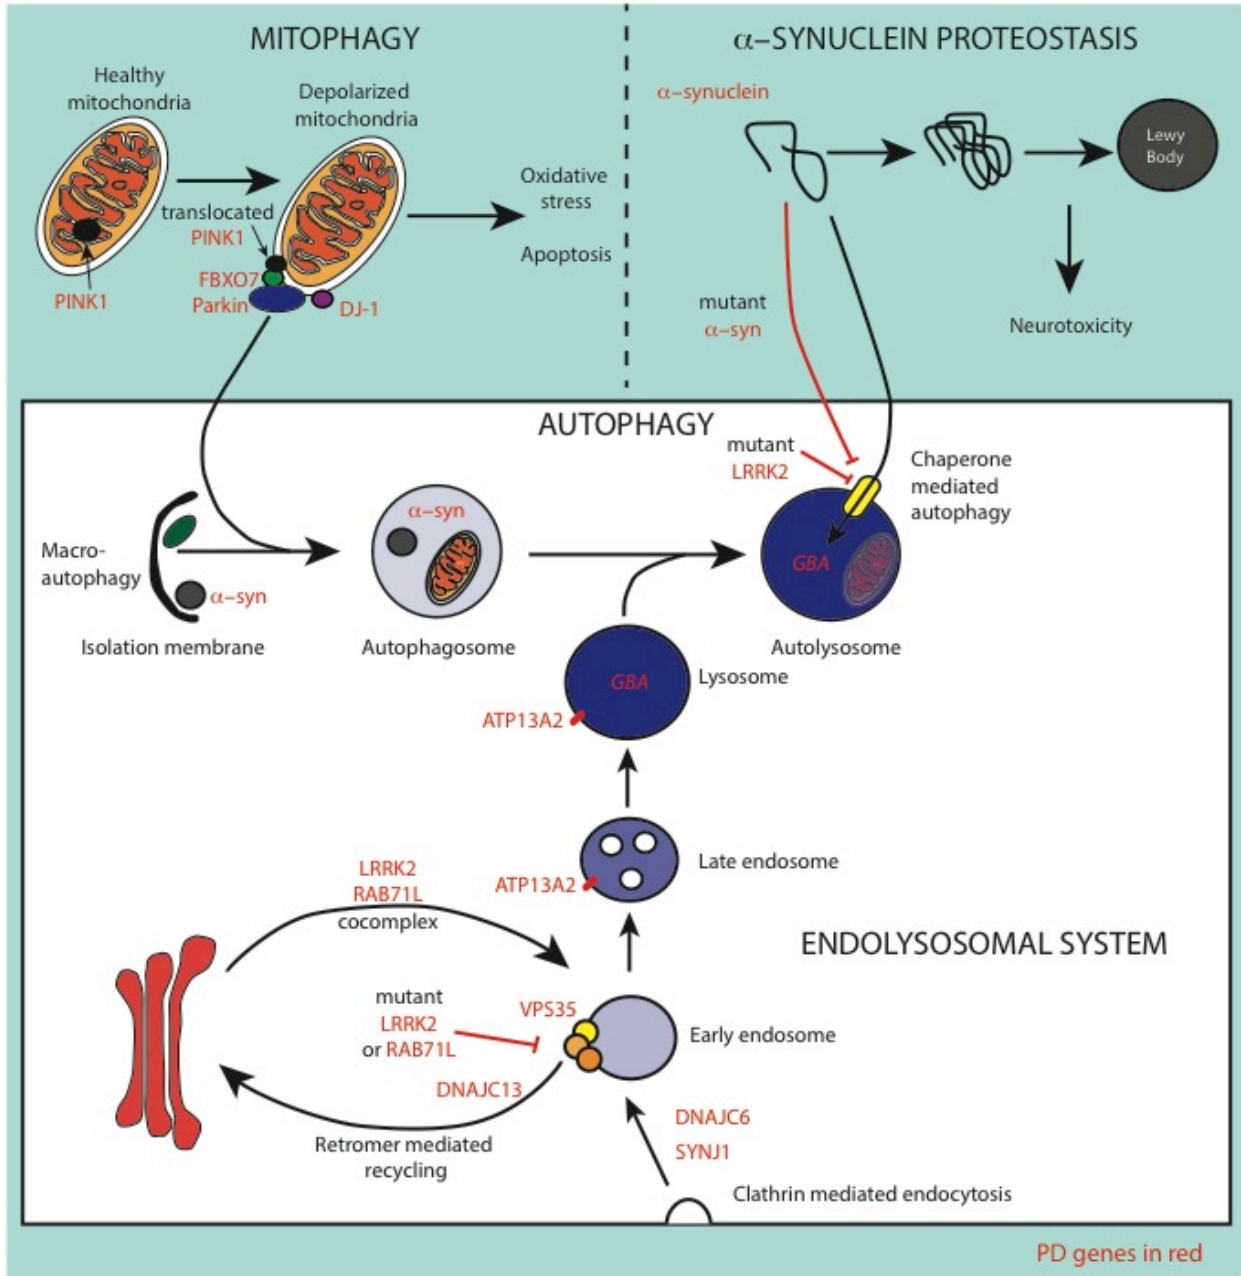 MITOPHAGY
Healthy
mitochondria
Depolarized
mitochondria
translocated
PINK1
PINK1
FBXO7
Parkin
DJ-1
Oxidative
stress
Apoptosis
α–SYNUCLEIN PROTEOSTASIS
α–synuclein
Lewy
Body
mutant
α–syn
Neurotoxicity
AUTOPHAGY
mutant
LRRK2
Chaperone
mediated
autophagy
Macro-
autophagy
α–syn
Isolation membrane
α–syn
Autophagosome
GBA
Autolysosome
GBA
Lysosome
ATP13A2
ATP13A2
Late endosome
LRRK2
RAB71L
cocomplex
ENDOLYSOSOMAL SYSTEM
mutant
LRRK2
or RAB71L
VPS35
Early endosome
DNAJC13
Retromer mediated
recycling
DNAJC6
SYNJ1
Clathrin mediated endocytosis
PD genes in red